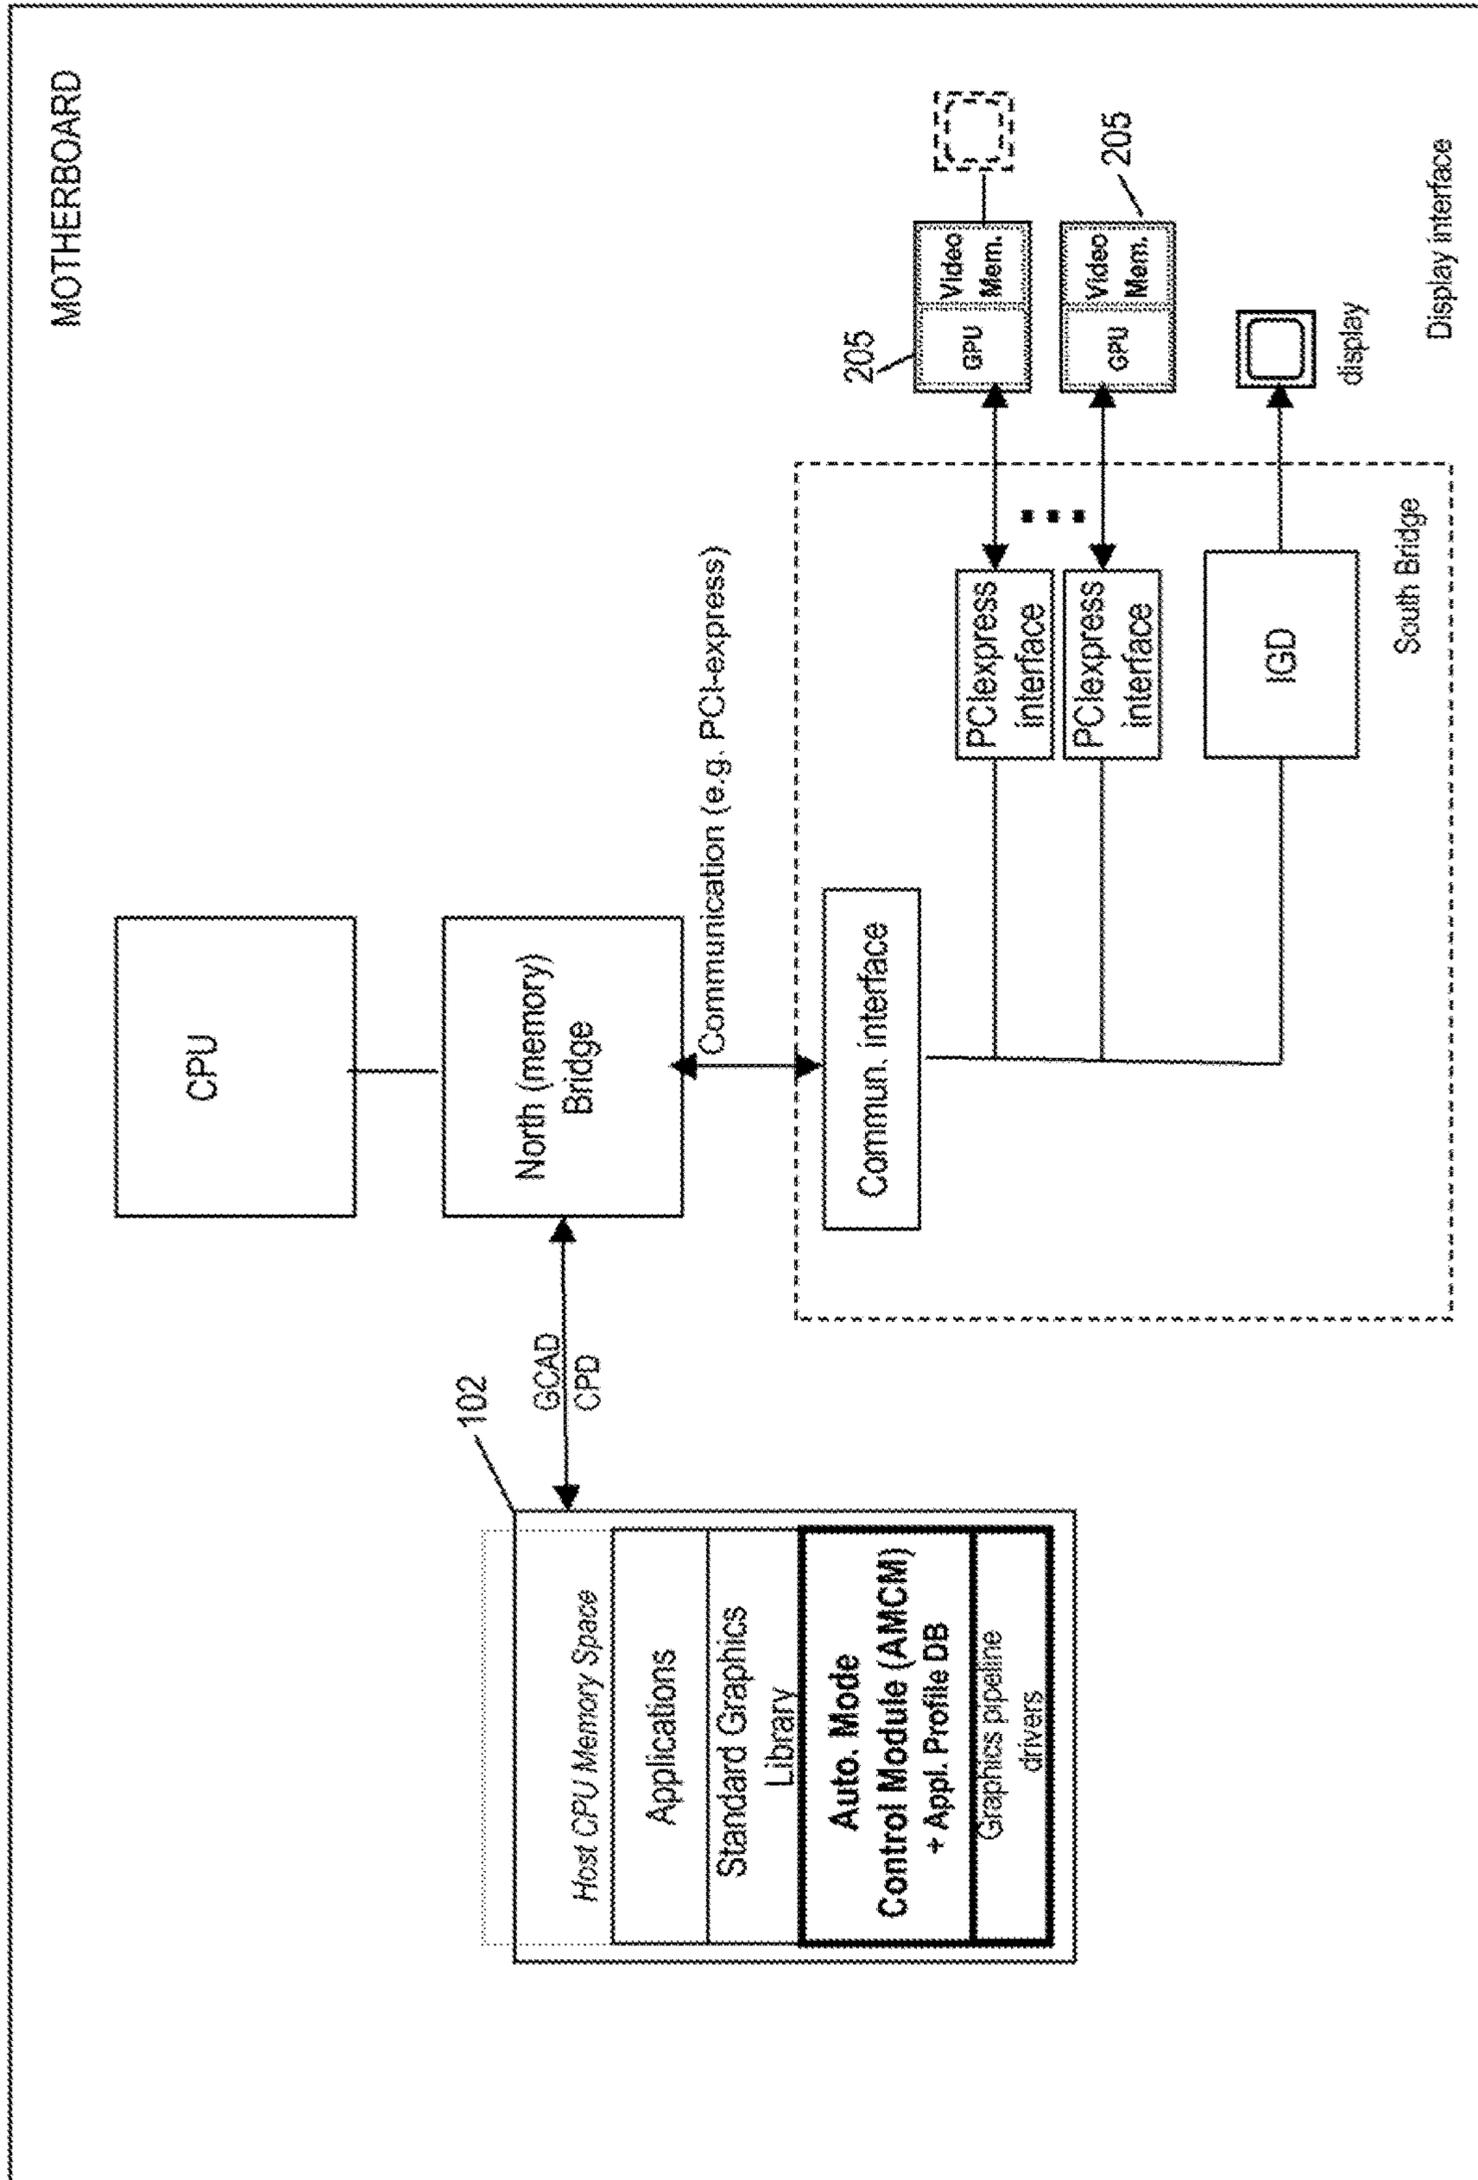 MOTHERBOARD
CPU
North (memory)
Bridge
102
GCAD
CPD
Host CPU Memory Space
Applications
Standard Graphics
Library
Auto. Mode
Control Module (AMCM)
+ Appl. Profile DB
Graphics pipeline
drivers
Communication (e.g. PCI-express)
Commun. interface
PCIexpress
interface
PCIexpress
interface
IGD
South Bridge
205
GPU
Video
Mem.
205
GPU
Video
Mem.
display
Display interface